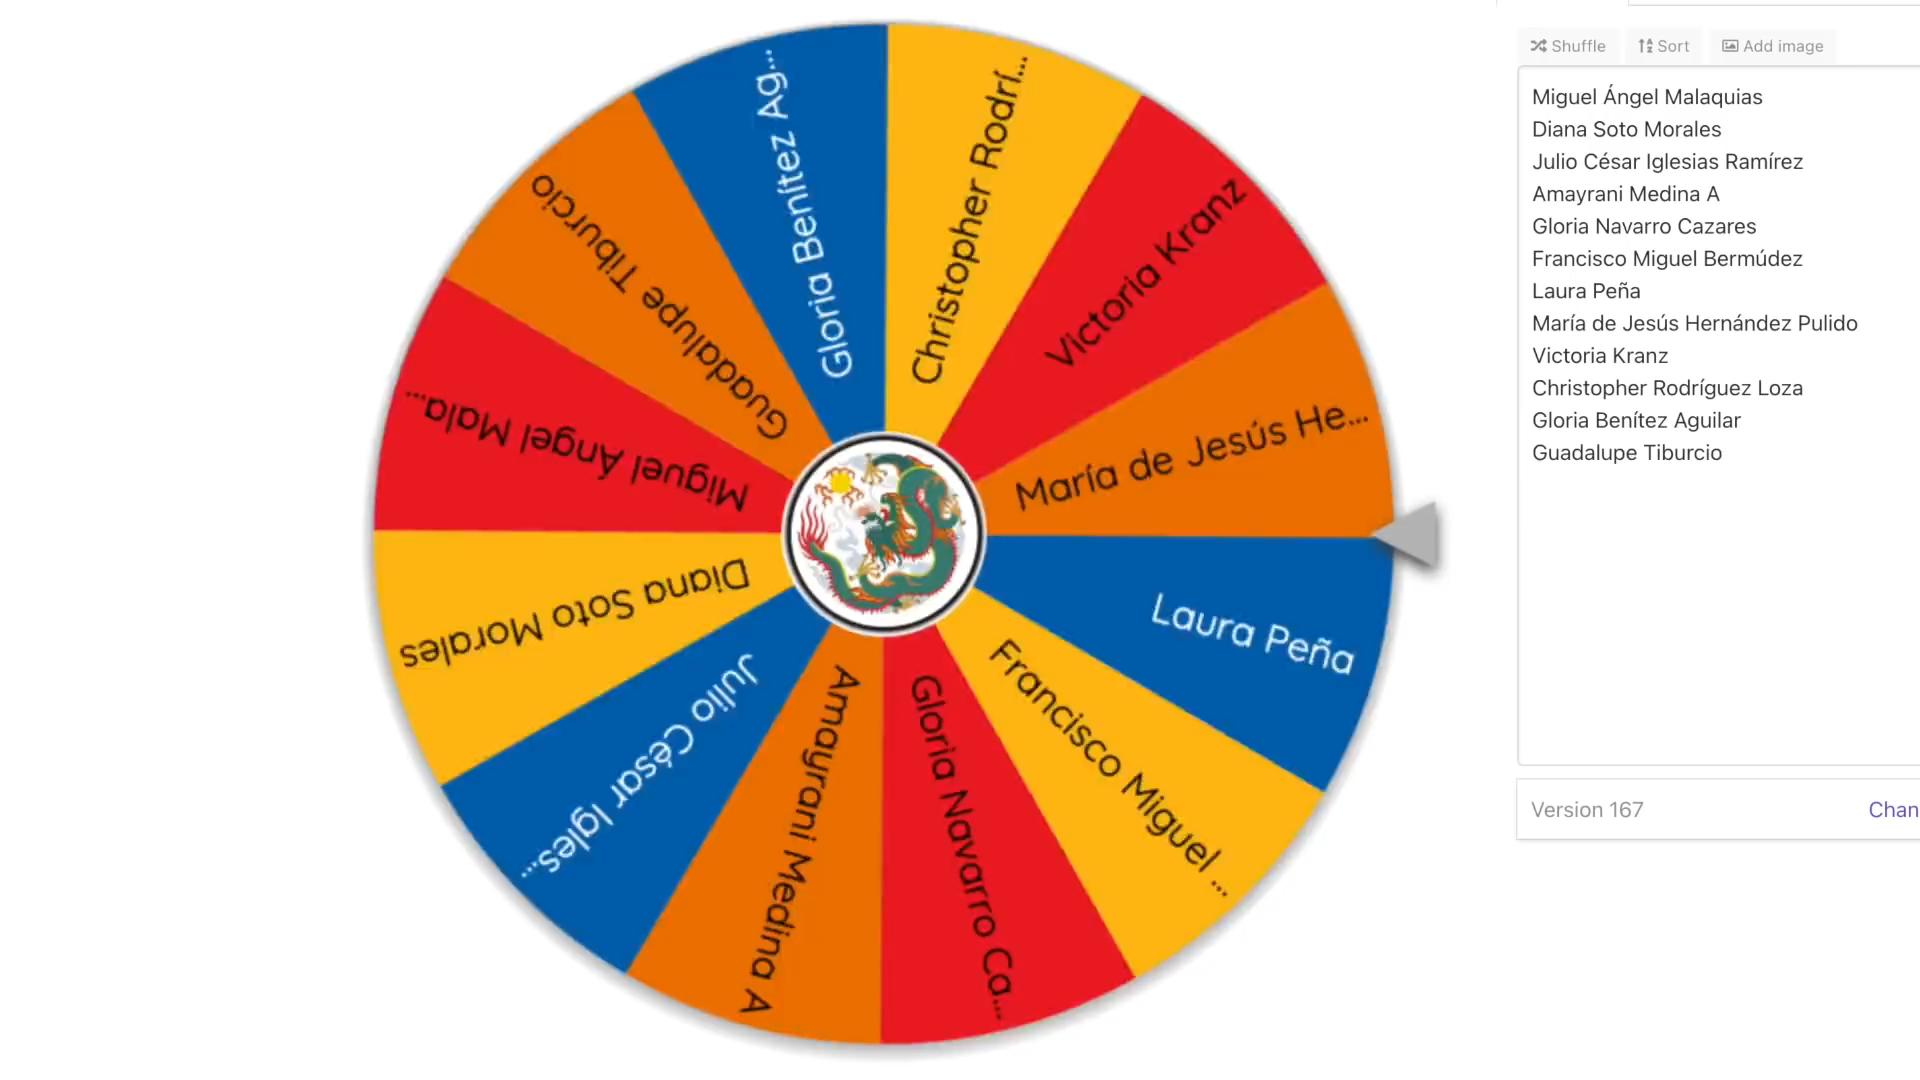 Gloria Benítez Ag...
Christopher Rodrí...
Victoria Kranz
María de Jesús He...
Laura Peña
Francisco Miguel ...
Gloria Navarro Ca...
Amayrani Medina A
Julio César Igles...
Diana Soto Morales
Miguel Ángel Mala...
Guadalupe Tiburcio
Shuffle Sort Add image
Miguel Ángel Malaquias
Diana Soto Morales
Julio César Iglesias Ramírez
Amayrani Medina A
Gloria Navarro Cazares
Francisco Miguel Bermúdez
Laura Peña
María de Jesús Hernández Pulido
Victoria Kranz
Christopher Rodríguez Loza
Gloria Benítez Aguilar
Guadalupe Tiburcio
Version 167 Chan